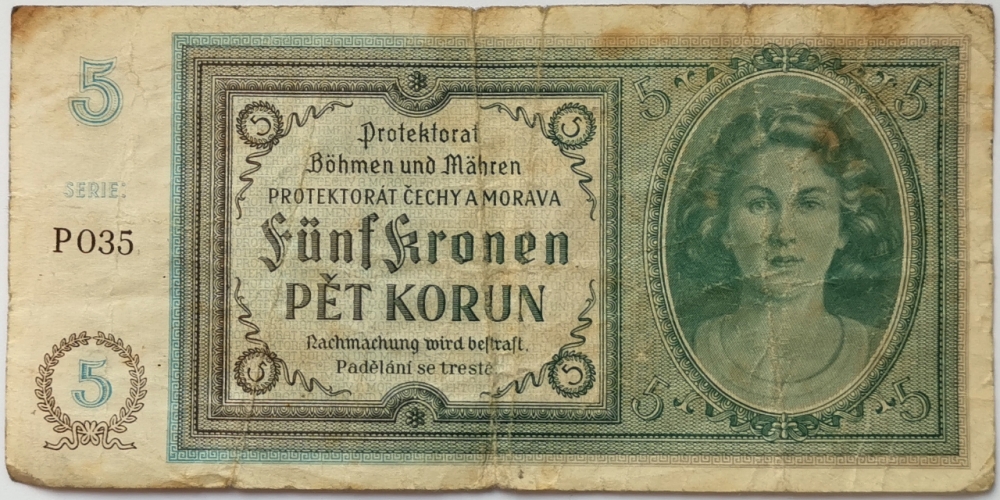 5
SERIE:
P035
5
5
5
Protektorat
Böhmen und Mähren
PROTEKTORÁT ČECHY A MORAVA
Fünf Kronen
PĚT KORUN
Nachmachung wird bestraft.
Padělání se trestá.
5
5
5
5
5
5